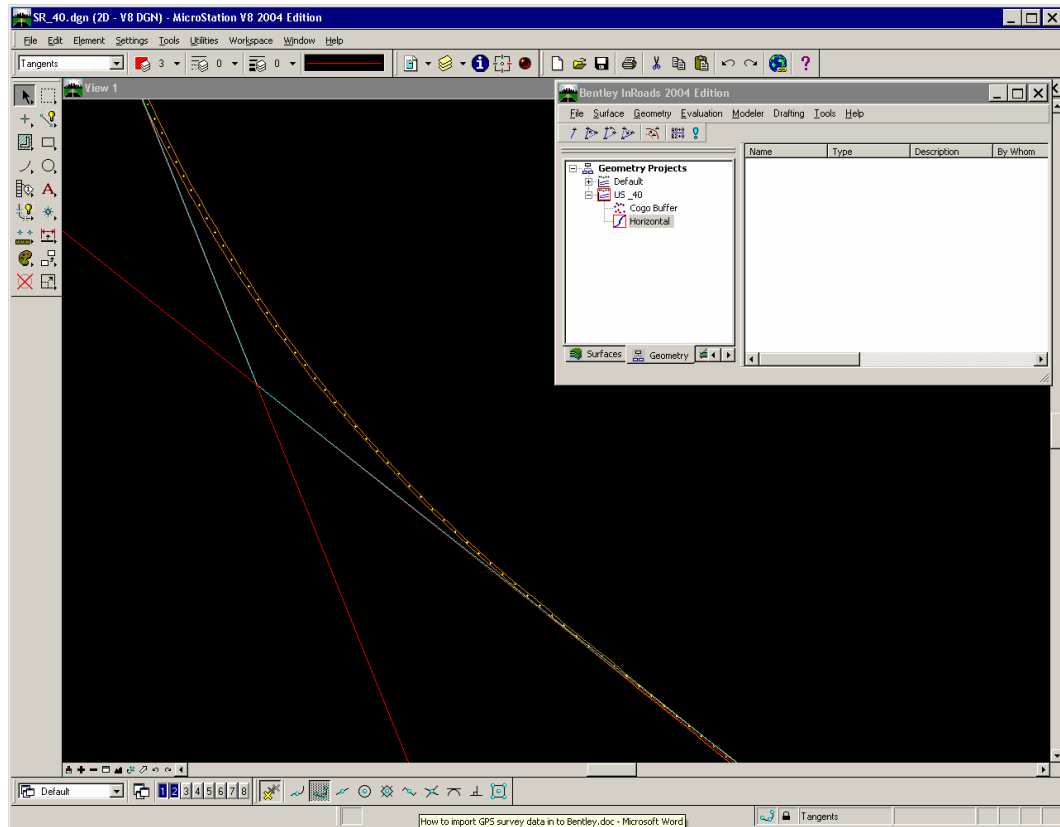 SR_40.dgn (2D - V8 DGN) - MicroStation V8 2004 Edition
File Edit Element Settings Tools Utilities Workspace Window Help
Tangents 3 0 0
View 1
Bentley InRoads 2004 Edition
File Surface Geometry Evaluation Modeler Drafting Tools Help
Name Type Description By Whom
Geometry Projects
Default
US _40
Cogo Buffer
Horizontal
Surfaces Geometry
Default 1 2 3 4 5 6 7 8
Tangents
How to import GPS survey data in to Bentley.doc - Microsoft Word